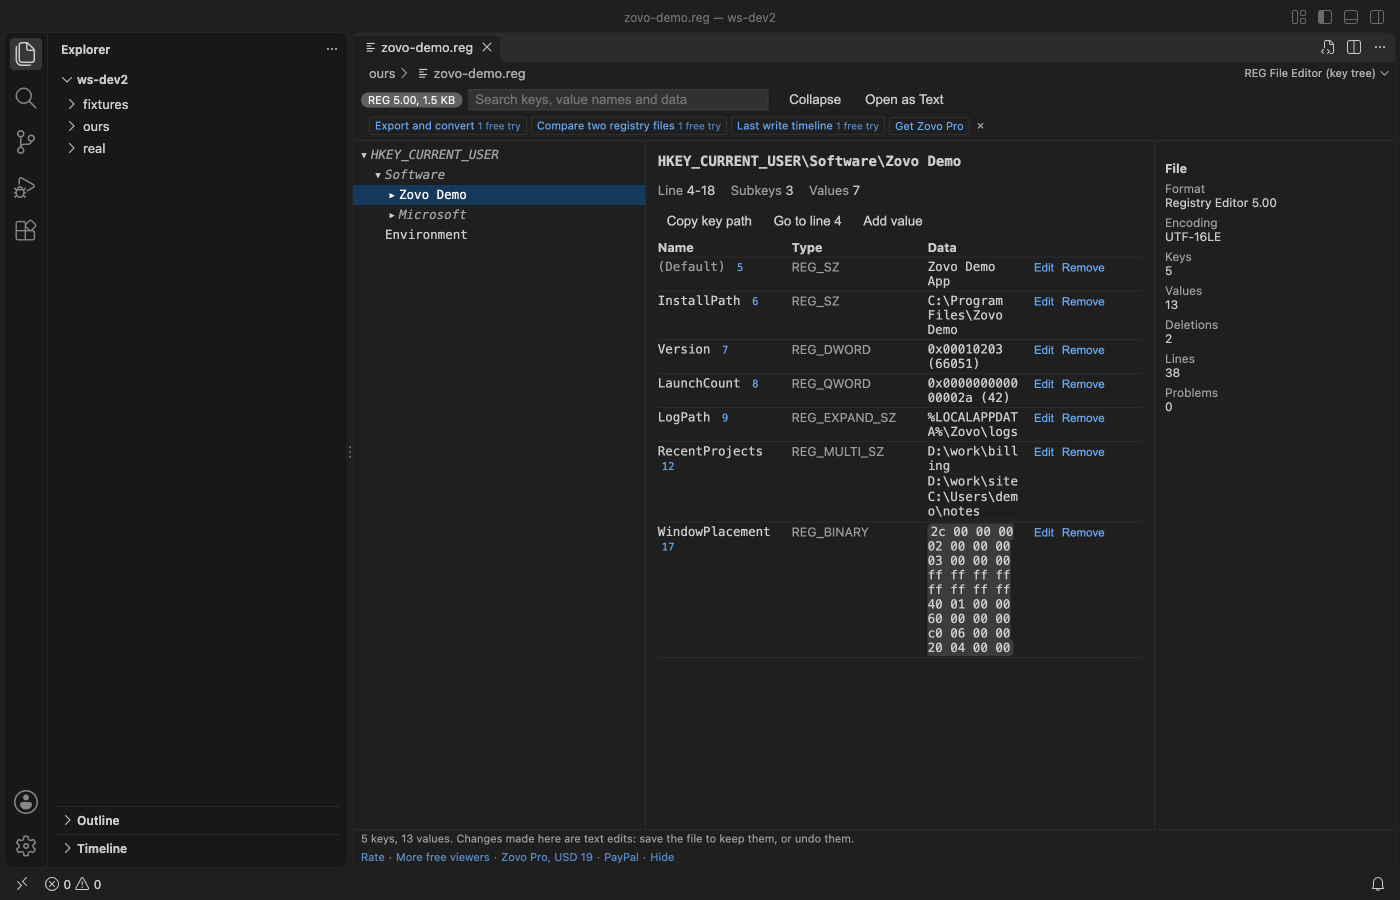 zovo-demo.reg — ws-dev2
Explorer
ws-dev2
fixtures
ours
real
Outline
Timeline
zovo-demo.reg
ours
zovo-demo.reg
REG File Editor (key tree)
REG 5.00, 1.5 KB
Search keys, value names and data
Collapse
Open as Text
Export and convert 1 free try
Compare two registry files 1 free try
Last write timeline 1 free try
Get Zovo Pro
×
HKEY_CURRENT_USER
Software
Zovo Demo
Microsoft
Environment
HKEY_CURRENT_USER\Software\Zovo Demo
Line 4-18 Subkeys 3 Values 7
Copy key path Go to line 4 Add value
Name Type Data
(Default) 5 REG_SZ Zovo Demo Edit Remove
App
InstallPath 6 REG_SZ C:\Program Edit Remove
Files\Zovo
Demo
Version 7 REG_DWORD 0x00010203 Edit Remove
(66051)
LaunchCount 8 REG_QWORD 0x0000000000 Edit Remove
00002a (42)
LogPath 9 REG_EXPAND_SZ %LOCALAPPDAT Edit Remove
A%\Zovo\logs
RecentProjects REG_MULTI_SZ D:\work\bill Edit Remove
12 ing
D:\work\site
C:\Users\dem
o\notes
WindowPlacement REG_BINARY 2c 00 00 00 Edit Remove
17 02 00 00 00
03 00 00 00
ff ff ff ff
ff ff ff ff
40 01 00 00
60 00 00 00
c0 06 00 00
20 04 00 00
File
Format
Registry Editor 5.00
Encoding
UTF-16LE
Keys
5
Values
13
Deletions
2
Lines
38
Problems
0
5 keys, 13 values. Changes made here are text edits: save the file to keep them, or undo them.
Rate · More free viewers · Zovo Pro, USD 19 · PayPal · Hide
0 0